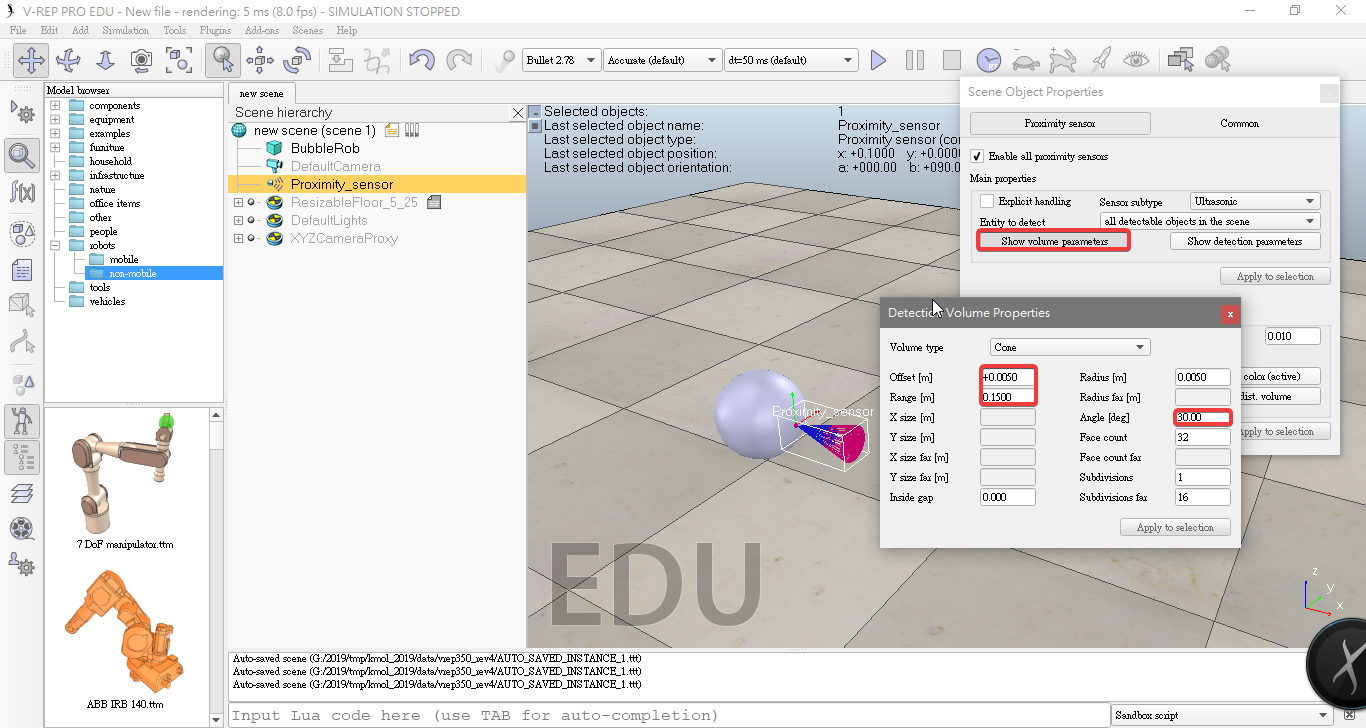 V-REP PRO EDU - New file - rendering: 5 ms (8.0 fps) - SIMULATION STOPPED
File Edit Add Simulation Tools Plugins Add-ons Scenes Help
Bullet 2.78 Accurate (default) dt=50 ms (default)
Model browser
components
equipment
examples
furniture
household
infrastructure
nature
office items
other
people
robots
mobile
non-mobile
tools
vehicles
7 DoF manipulator.ttm
ABB IRB 140.ttm
new scene
Scene hierarchy
new scene (scene 1)
BubbleRob
DefaultCamera
Proximity_sensor
ResizableFloor_5_25
DefaultLights
XYZCameraProxy
Selected objects: 1
Last selected object name: Proximity_sensor
Last selected object type: Proximity sensor (co
Last selected object position: x: +0.1000 y: +0.000
Last selected object orientation: a: +000.00 b: +090.0
Proximity_sensor
EDU
z
y
x
Scene Object Properties
Proximity sensor Common
Enable all proximity sensors
Main properties
Explicit handling Sensor subtype Ultrasonic
Entity to detect all detectable objects in the scene
Show volume parameters Show detection parameters
Apply to selection
0.010
color (active)
dist. volume
pply to selection
Detection Volume Properties x
Volume type Cone
Offset [m] +0.0050 Radius [m] 0.0050
Range [m] 0.1500 Radius far [m]
X size [m] Angle [deg] 30.00
Y size [m] Face count 32
X size far [m] Face count far
Y size far [m] Subdivisions 1
Inside gap 0.000 Subdivisions far 16
Apply to selection
Auto-saved scene (G:/2019/tmp/kmol_2019/data/vrep350_rev4/AUTO_SAVED_INSTANCE_1.ttt)
Auto-saved scene (G:/2019/tmp/kmol_2019/data/vrep350_rev4/AUTO_SAVED_INSTANCE_1.ttt)
Auto-saved scene (G:/2019/tmp/kmol_2019/data/vrep350_rev4/AUTO_SAVED_INSTANCE_1.ttt)
Input Lua code here (use TAB for auto-completion) Sandbox script